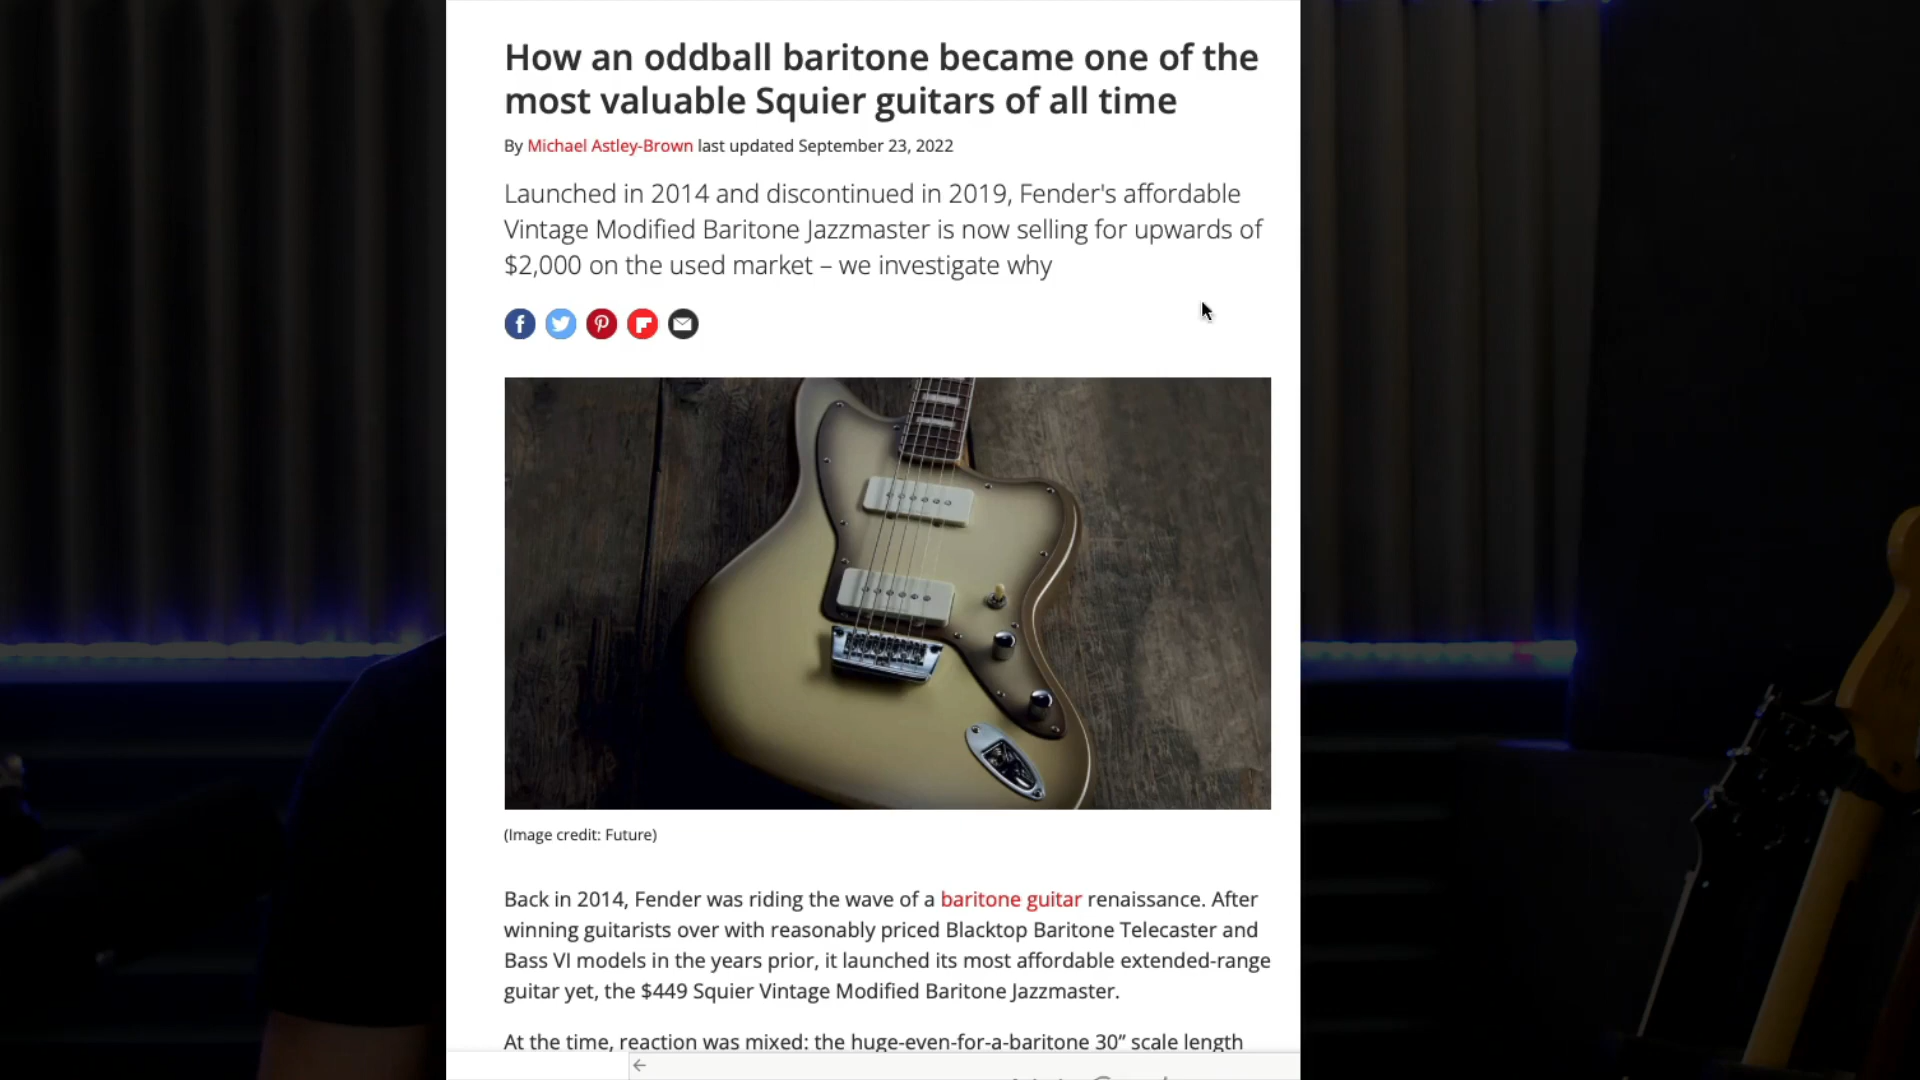 How an oddball baritone became one of the
most valuable Squier guitars of all time
By Michael Astley-Brown last updated September 23, 2022
Launched in 2014 and discontinued in 2019, Fender's affordable
Vintage Modified Baritone Jazzmaster is now selling for upwards of
$2,000 on the used market – we investigate why
(Image credit: Future)
Back in 2014, Fender was riding the wave of a baritone guitar renaissance. After
winning guitarists over with reasonably priced Blacktop Baritone Telecaster and
Bass VI models in the years prior, it launched its most affordable extended-range
guitar yet, the $449 Squier Vintage Modified Baritone Jazzmaster.
At the time, reaction was mixed: the huge-even-for-a-baritone 30” scale length